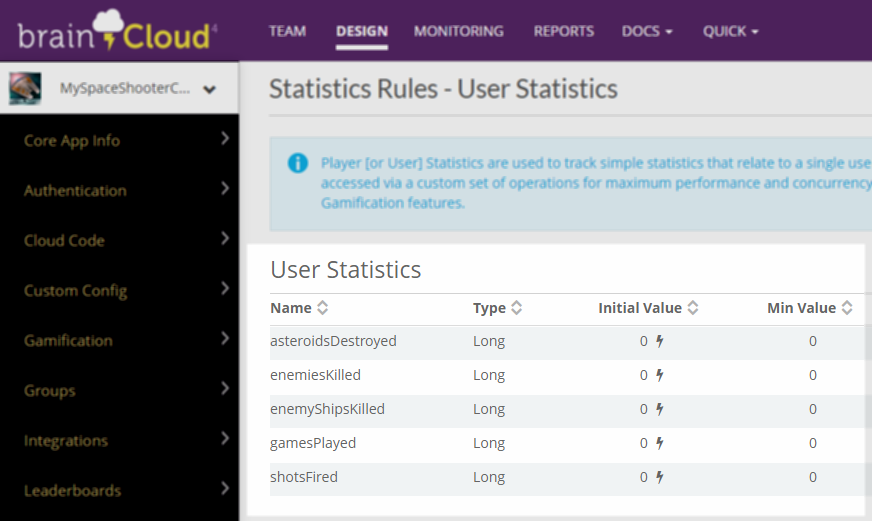 brainCloud 4
TEAM DESIGN MONITORING REPORTS DOCS QUICK
MySpaceShooterC...
Core App Info
Authentication
Cloud Code
Custom Config
Gamification
Groups
Integrations
Leaderboards
Statistics Rules - User Statistics
Player [or User] Statistics are used to track simple statistics that relate to a single use
accessed via a custom set of operations for maximum performance and concurrency
Gamification features.
User Statistics
Name Type Initial Value Min Value
asteroidsDestroyed Long 0 0
enemiesKilled Long 0 0
enemyShipsKilled Long 0 0
gamesPlayed Long 0 0
shotsFired Long 0 0